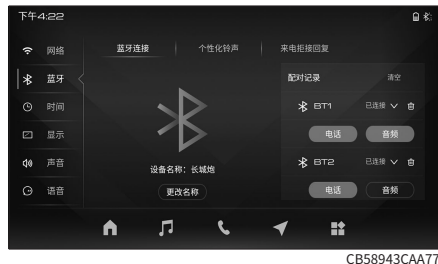 下午4:22
网络
蓝牙
时间
显示
声音
语音
蓝牙连接 个性化铃声 来电拒接回复
设备名称：长城炮
更改名称
配对记录 清空
BT1 已连接
电话 音频
BT2 已连接
电话 音频
CB58943CAA77